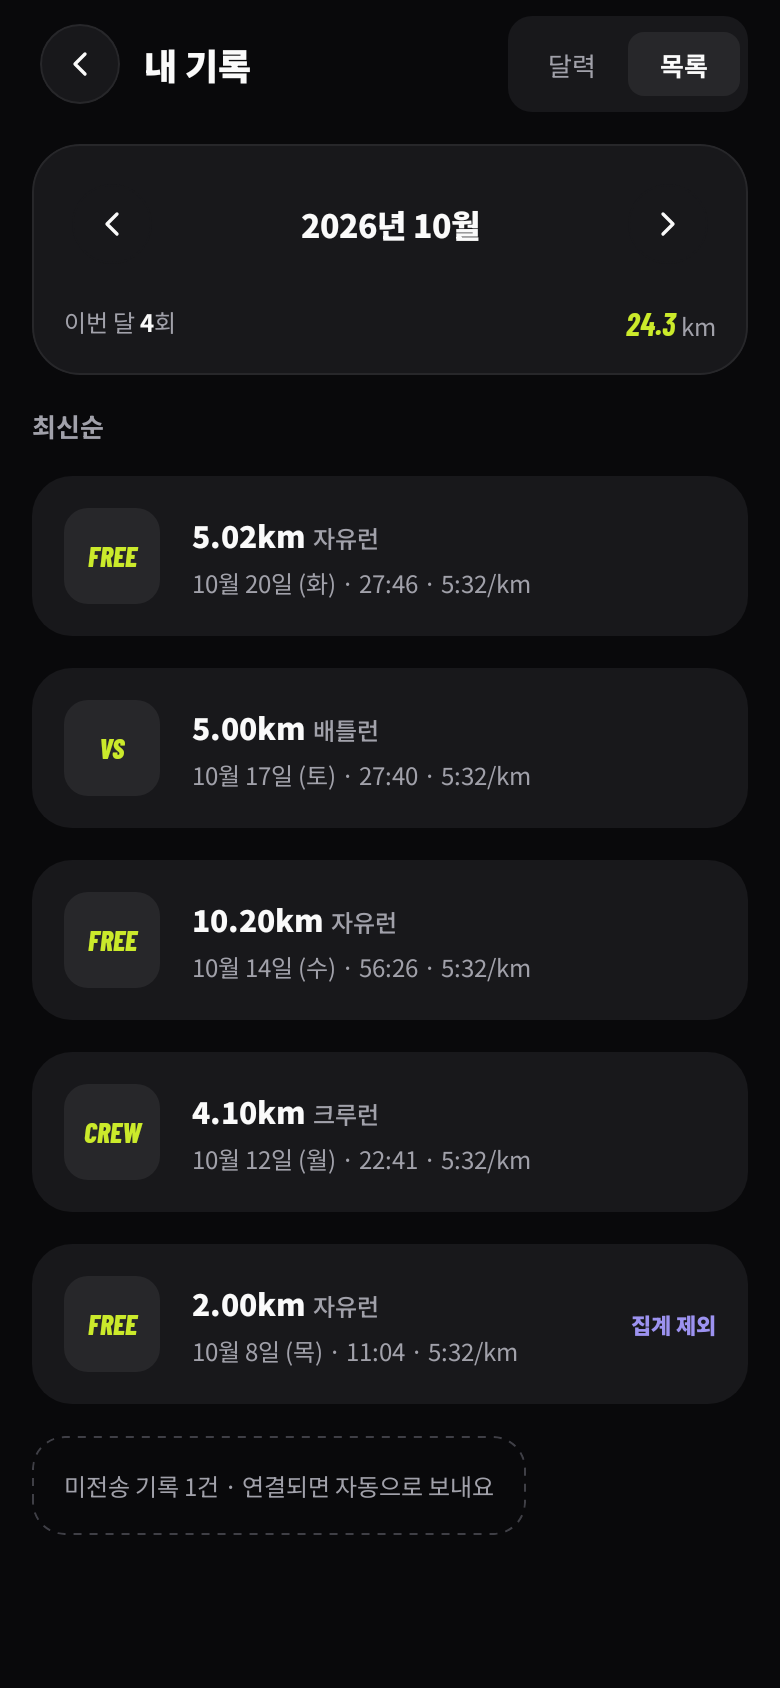 내 기록
달력 목록
2026년 10월
이번 달 4회 24.3 km
최신순
FREE
5.02km 자유런
10월 20일 (화) · 27:46 · 5:32/km
VS
5.00km 배틀런
10월 17일 (토) · 27:40 · 5:32/km
FREE
10.20km 자유런
10월 14일 (수) · 56:26 · 5:32/km
CREW
4.10km 크루런
10월 12일 (월) · 22:41 · 5:32/km
FREE
2.00km 자유런
10월 8일 (목) · 11:04 · 5:32/km
집계 제외
미전송 기록 1건 · 연결되면 자동으로 보내요